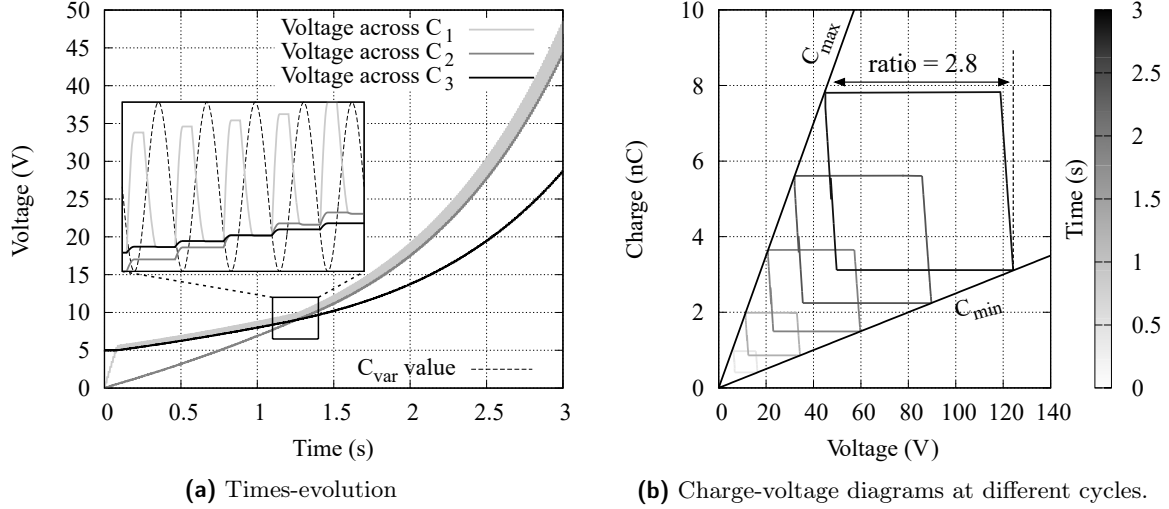 50
45
40
35
30
25
20
15
10
5
0
Voltage (V)
Voltage across C1
Voltage across C2
Voltage across C3
Cvar value
0 0.5 1 1.5 2 2.5 3
Time (s)
(a) Times-evolution
10
8
6
4
2
0
Charge (nC)
Cmax
ratio = 2.8
Cmin
0 20 40 60 80 100 120 140
Voltage (V)
Time (s)
3
2.5
2
1.5
1
0.5
0
(b) Charge-voltage diagrams at different cycles.